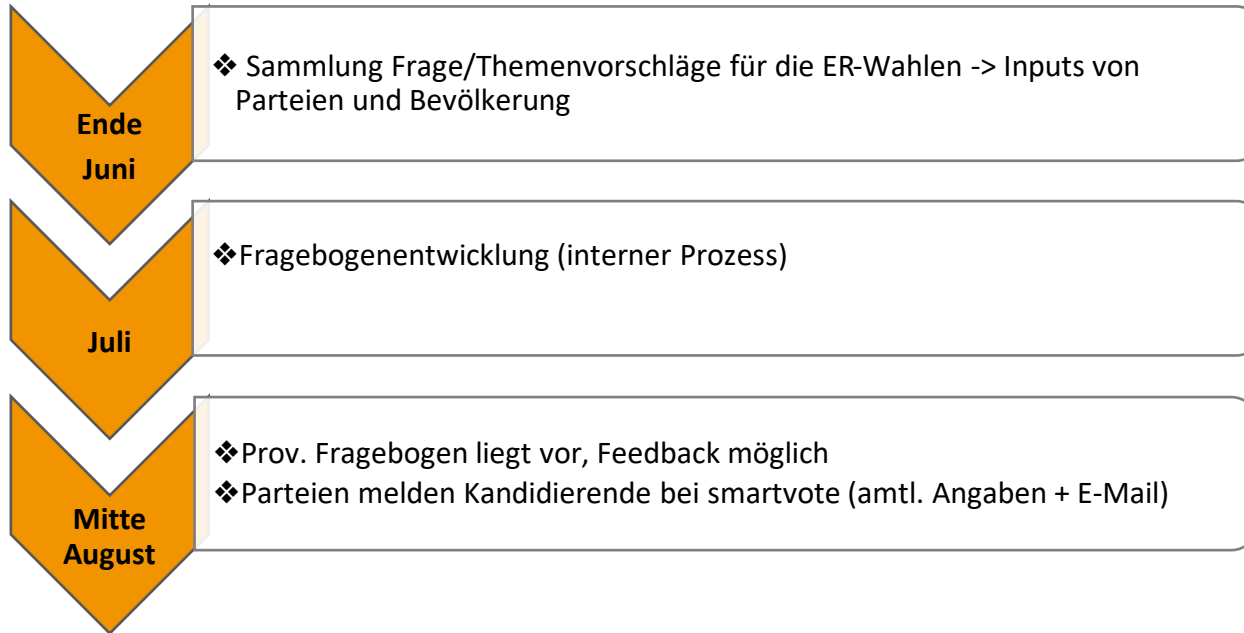 Ende
Juni
❖ Sammlung Frage/Themenvorschläge für die ER-Wahlen -> Inputs von
Parteien und Bevölkerung
Juli
❖Fragebogenentwicklung (interner Prozess)
Mitte
August
❖Prov. Fragebogen liegt vor, Feedback möglich
❖Parteien melden Kandidierende bei smartvote (amtl. Angaben + E-Mail)